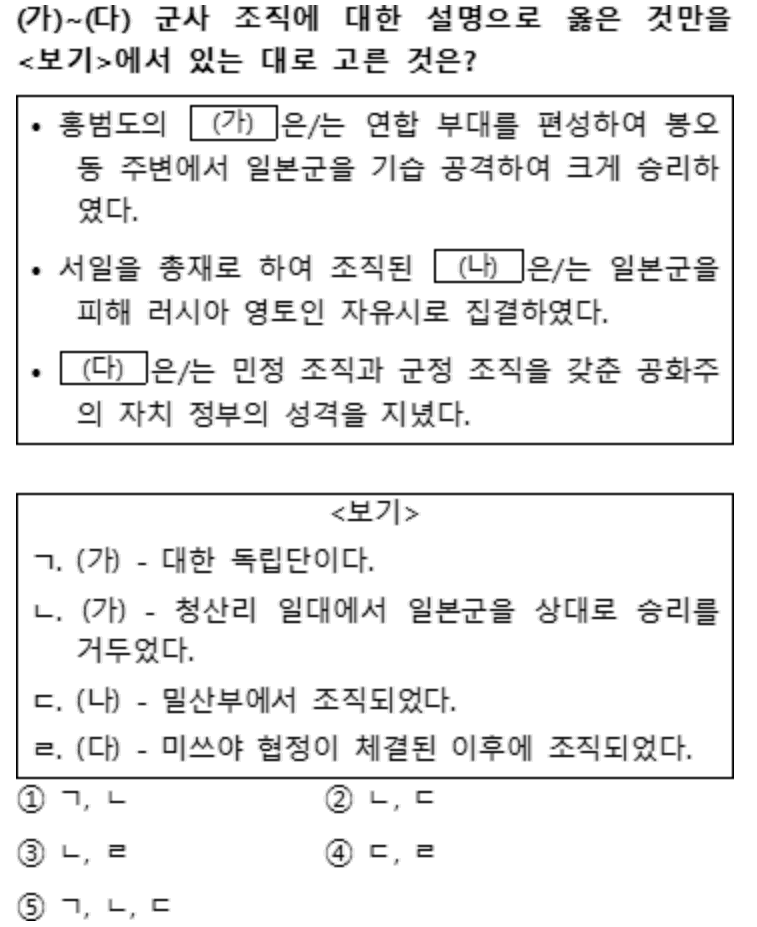 (가)~(다) 군사 조직에 대한 설명으로 옳은 것만을
<보기>에서 있는 대로 고른 것은?
• 홍범도의 (가) 은/는 연합 부대를 편성하여 봉오
동 주변에서 일본군을 기습 공격하여 크게 승리하
였다.
• 서일을 총재로 하여 조직된 (나) 은/는 일본군을
피해 러시아 영토인 자유시로 집결하였다.
• (다) 은/는 민정 조직과 군정 조직을 갖춘 공화주
의 자치 정부의 성격을 지녔다.
<보기>
ㄱ. (가) - 대한 독립단이다.
ㄴ. (가) - 청산리 일대에서 일본군을 상대로 승리를
거두었다.
ㄷ. (나) - 밀산부에서 조직되었다.
ㄹ. (다) - 미쓰야 협정이 체결된 이후에 조직되었다.
① ㄱ, ㄴ ② ㄴ, ㄷ
③ ㄴ, ㄹ ④ ㄷ, ㄹ
⑤ ㄱ, ㄴ, ㄷ